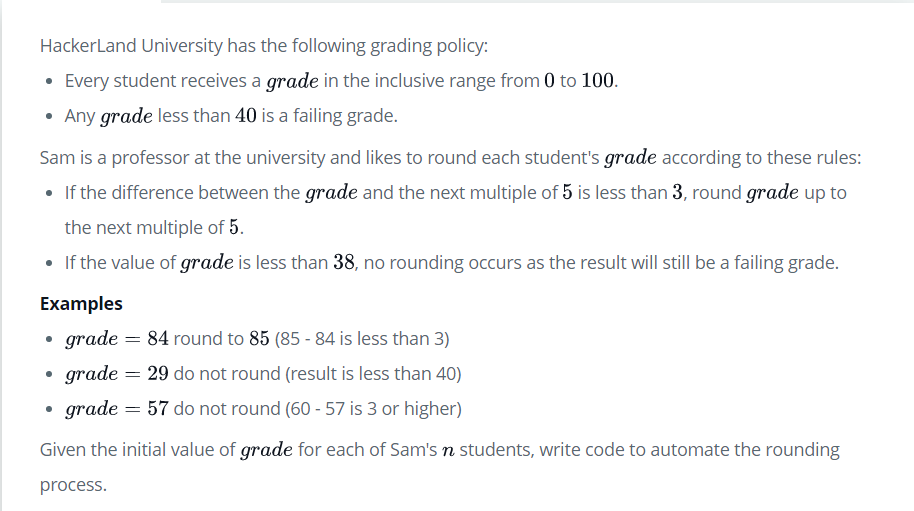 HackerLand University has the following grading policy:
• Every student receives a grade in the inclusive range from 0 to 100.
• Any grade less than 40 is a failing grade.
Sam is a professor at the university and likes to round each student's grade according to these rules:
• If the difference between the grade and the next multiple of 5 is less than 3, round grade up to
the next multiple of 5.
• If the value of grade is less than 38, no rounding occurs as the result will still be a failing grade.
Examples
• grade = 84 round to 85 (85 - 84 is less than 3)
• grade = 29 do not round (result is less than 40)
• grade = 57 do not round (60 - 57 is 3 or higher)
Given the initial value of grade for each of Sam's n students, write code to automate the rounding
process.